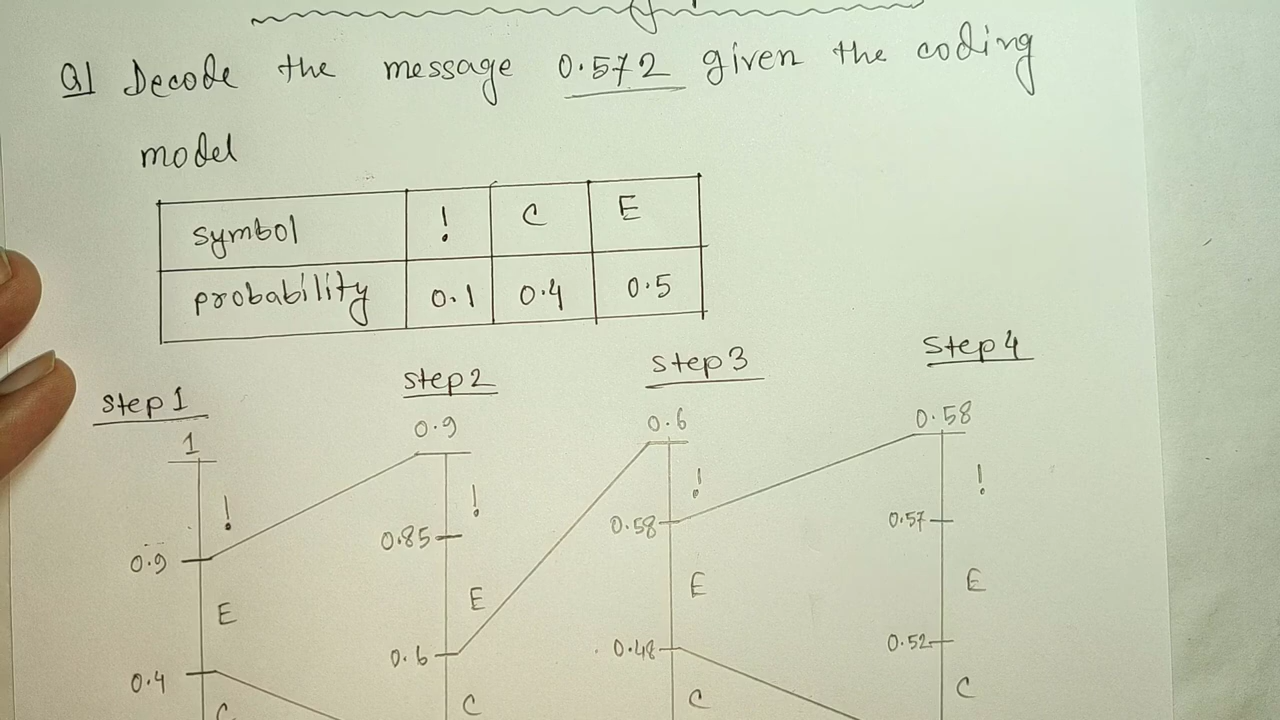 Q1 Decode the message 0.572 given the coding
model
symbol ! C E
probability 0.1 0.4 0.5
Step 1 Step 2 Step 3 Step 4
1 0.9 0.6 0.58
! ! ! !
0.9 0.85 0.58 0.57
E E E E
0.4 0.6 0.48 0.52
C C C C